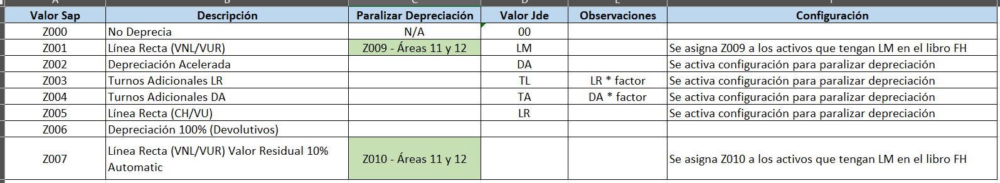 Valor Sap Descripción Paralizar Depreciación Valor Jde Observaciones Configuración
Z000 No Deprecia N/A 00
Z001 Línea Recta (VNL/VUR) Z009 - Áreas 11 y 12 LM Se asigna Z009 a los activos que tengan LM en el libro FH
Z002 Depreciación Acelerada DA Se activa configuración para paralizar depreciación
Z003 Turnos Adicionales LR TL LR * factor Se activa configuración para paralizar depreciación
Z004 Turnos Adicionales DA TA DA * factor Se activa configuración para paralizar depreciación
Z005 Línea Recta (CH/VU) LR Se activa configuración para paralizar depreciación
Z006 Depreciación 100% (Devolutivos)
Z007 Línea Recta (VNL/VUR) Valor Residual 10% Z010 - Áreas 11 y 12 Se asigna Z010 a los activos que tengan LM en el libro FH
Automatic